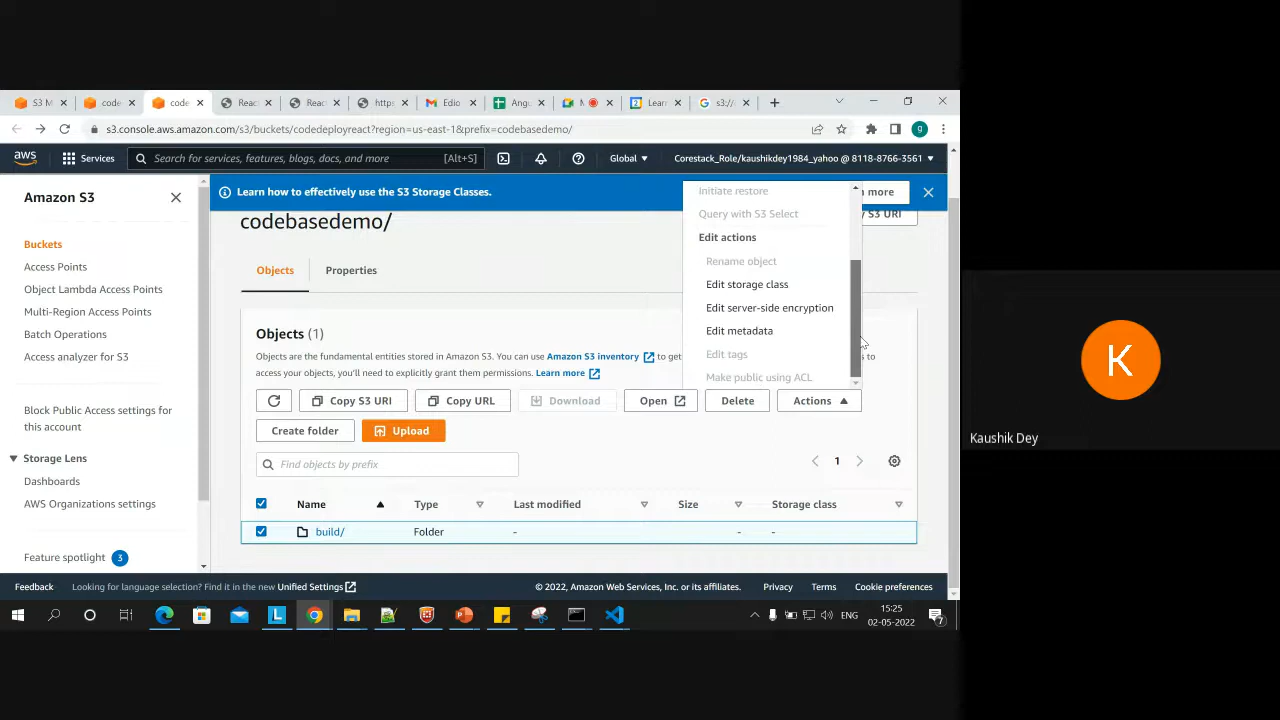 S3 M
code
code
React
React
https
Edio
Angu
M
Learn
s3://
s3.console.aws.amazon.com/s3/buckets/codedeployreact?region=us-east-1&prefix=codebasedemo/
g
aws
Services
Search for services, features, blogs, docs, and more
[Alt+S]
Global
Corestack_Role/kaushikdey1984_yahoo @ 8118-8766-3561
Amazon S3
Buckets
Access Points
Object Lambda Access Points
Multi-Region Access Points
Batch Operations
Access analyzer for S3
Block Public Access settings for
this account
Storage Lens
Dashboards
AWS Organizations settings
Feature spotlight 3
Learn how to effectively use the S3 Storage Classes.
more
codebasedemo/
S3 URI
Objects
Properties
Initiate restore
Query with S3 Select
Edit actions
Rename object
Edit storage class
Edit server-side encryption
Edit metadata
Edit tags
Make public using ACL
Objects (1)
Objects are the fundamental entities stored in Amazon S3. You can use Amazon S3 inventory to get
s to
access your objects, you'll need to explicitly grant them permissions. Learn more
Copy S3 URI
Copy URL
Download
Open
Delete
Actions
Create folder
Upload
Find objects by prefix
1
Name
Type
Last modified
Size
Storage class
build/
Folder
-
-
-
Feedback
Looking for language selection? Find it in the new Unified Settings
© 2022, Amazon Web Services, Inc. or its affiliates.
Privacy
Terms
Cookie preferences
L
ENG
15:25
02-05-2022
7
K
Kaushik Dey